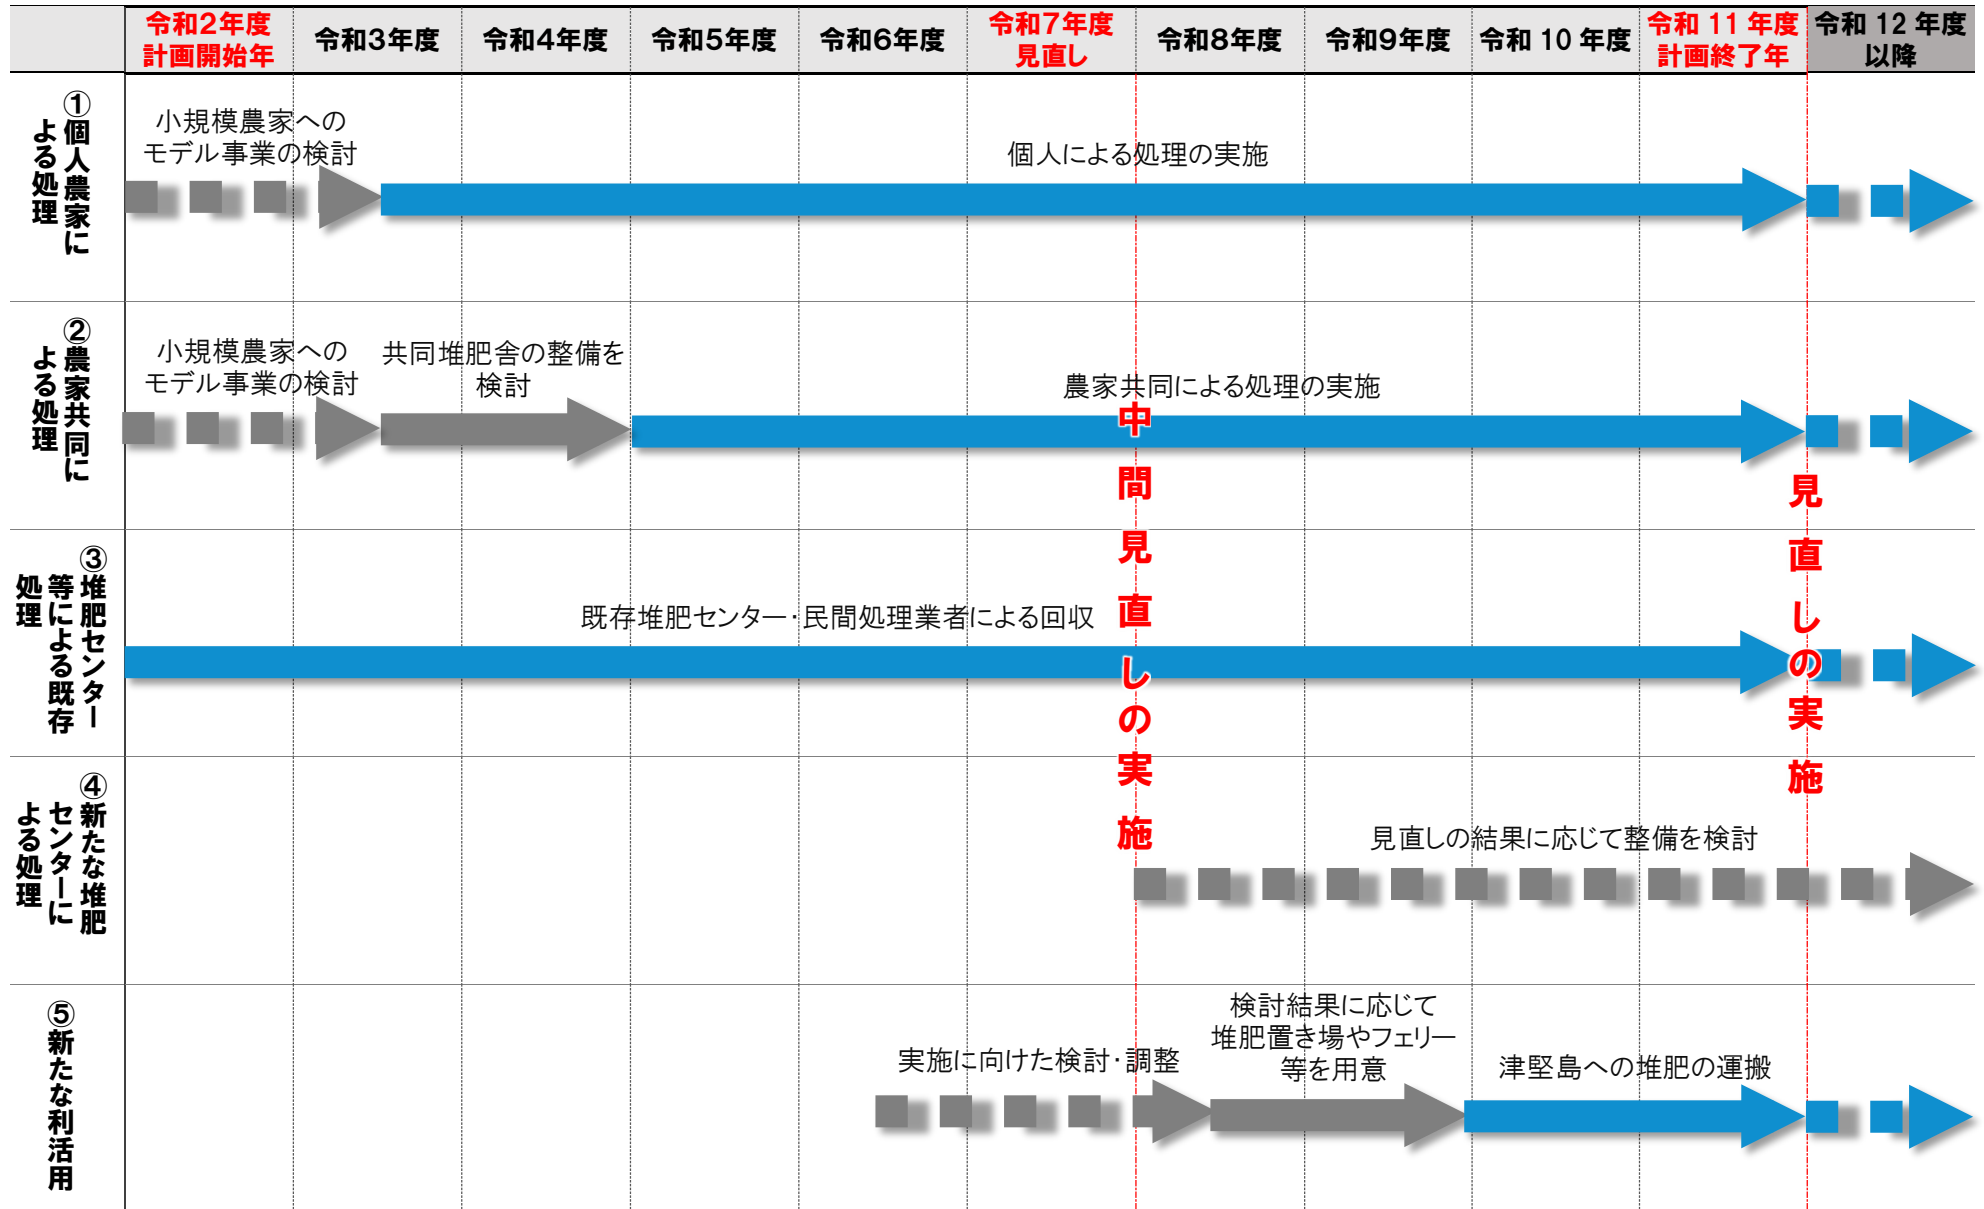 令和2年度
計画開始年
令和3年度
令和4年度
令和5年度
令和6年度
令和7年度
見直し
令和8年度
令和9年度
令和 10 年度
令和 11 年度
計画終了年
令和 12 年度
以降
①個人農家に
よる処理
小規模農家への
モデル事業の検討
個人による処理の実施
②農家共同に
よる処理
小規模農家への
モデル事業の検討
共同堆肥舎の整備を
検討
農家共同による処理の実施
中間見直しの実施
見直しの実施
③堆肥センター
等による既存
処理
既存堆肥センター・民間処理業者による回収
④新たな堆肥
センターに
よる処理
見直しの結果に応じて整備を検討
⑤新たな利活用
実施に向けた検討・調整
検討結果に応じて
堆肥置き場やフェリー
等を用意
津堅島への堆肥の運搬